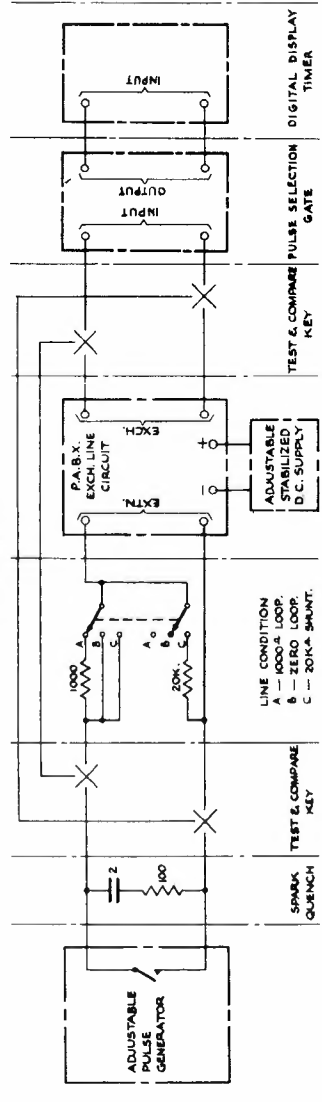 ADJUSTABLE
PULSE
GENERATOR
2
100
SPARK
QUENCH
TEST & COMPARE
KEY
1000
A
B
C
A
B
C
20K.
LINE CONDITION
A — 1000Ω LOOP.
B — ZERO LOOP.
C — 20KΩ SHUNT.
P.A.B.X.
EXCH. LINE
CIRCUIT
EXTN.
EXCH.
— +
ADJUSTABLE
STABILIZED
D.C. SUPPLY
TEST & COMPARE
KEY
INPUT
OUTPUT
PULSE SELECTION
GATE
INPUT
DIGITAL DISPLAY
TIMER